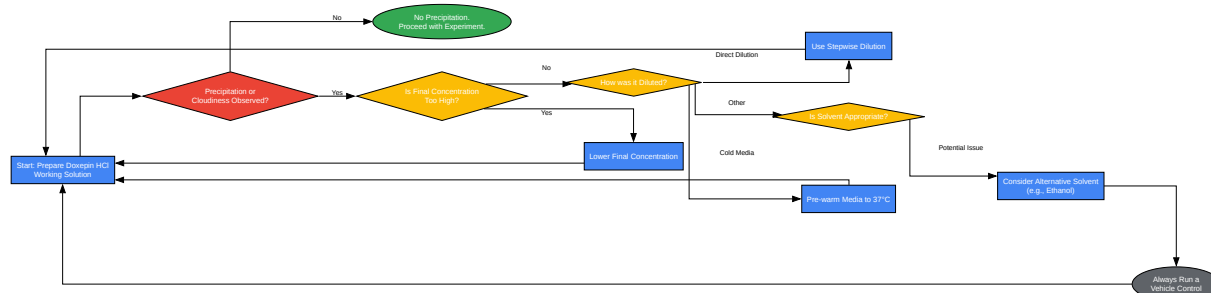 No
No Precipitation.
Proceed with Experiment.
Use Stepwise Dilution
Direct Dilution
No
How was it Diluted?
Precipitation or
Cloudiness Observed?
Yes
Is Final Concentration
Too High?
Yes
Other
Is Solvent Appropriate?
Lower Final Concentration
Cold Media
Potential Issue
Start: Prepare Doxepin HCl
Working Solution
Pre-warm Media to 37°C
Consider Alternative Solvent
(e.g., Ethanol)
Always Run a
Vehicle Control